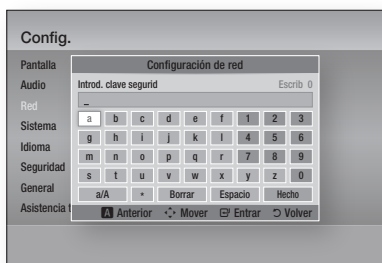 Config.
Pantalla
Audio
Red
Sistema
Idioma
Seguridad
General
Asistencia t
Configuración de red
Introd. clave segurid Escrib 0
_
a b c d e f 1 2 3
g h i j k l 4 5 6
m n o p q r 7 8 9
s t u v w x y z 0
a/A * Borrar Espacio Hecho
A Anterior Mover Entrar Volver